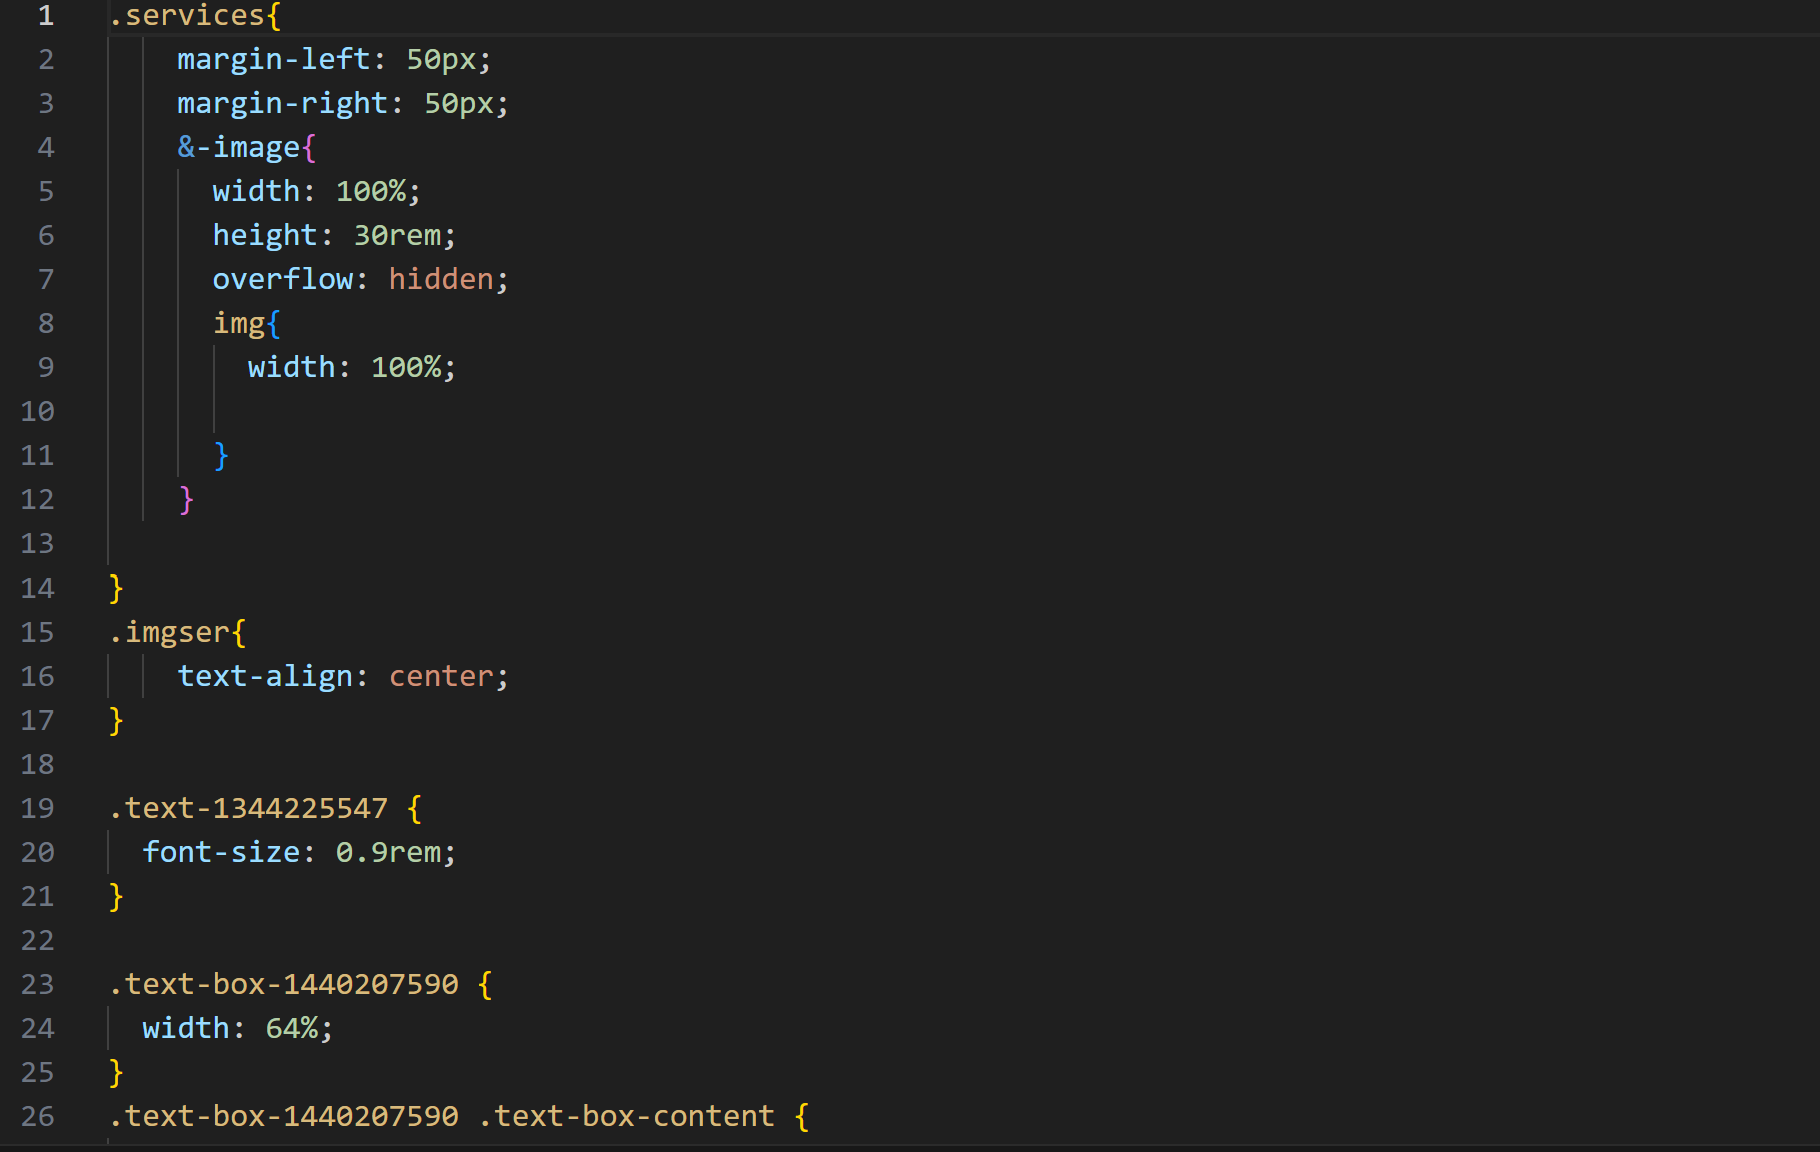 1 .services{
2     margin-left: 50px;
3     margin-right: 50px;
4     &-image{
5       width: 100%;
6       height: 30rem;
7       overflow: hidden;
8       img{
9         width: 100%;
10
11       }
12     }
13
14 }
15 .imgser{
16     text-align: center;
17 }
18
19 .text-1344225547 {
20   font-size: 0.9rem;
21 }
22
23 .text-box-1440207590 {
24   width: 64%;
25 }
26 .text-box-1440207590 .text-box-content {